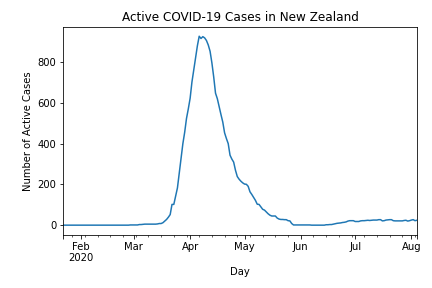 Active COVID-19 Cases in New Zealand
Number of Active Cases
800
600
400
200
0
Feb Mar Apr May Jun Jul Aug
2020
Day